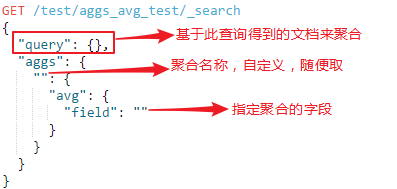 GET /test/aggs_avg_test/_search
{
"query": {},
基于此查询得到的文档来聚合
"aggs": {
聚合名称，自定义，随便取
"": {
"avg": {
"field": ""
指定聚合的字段
}
}
}
}